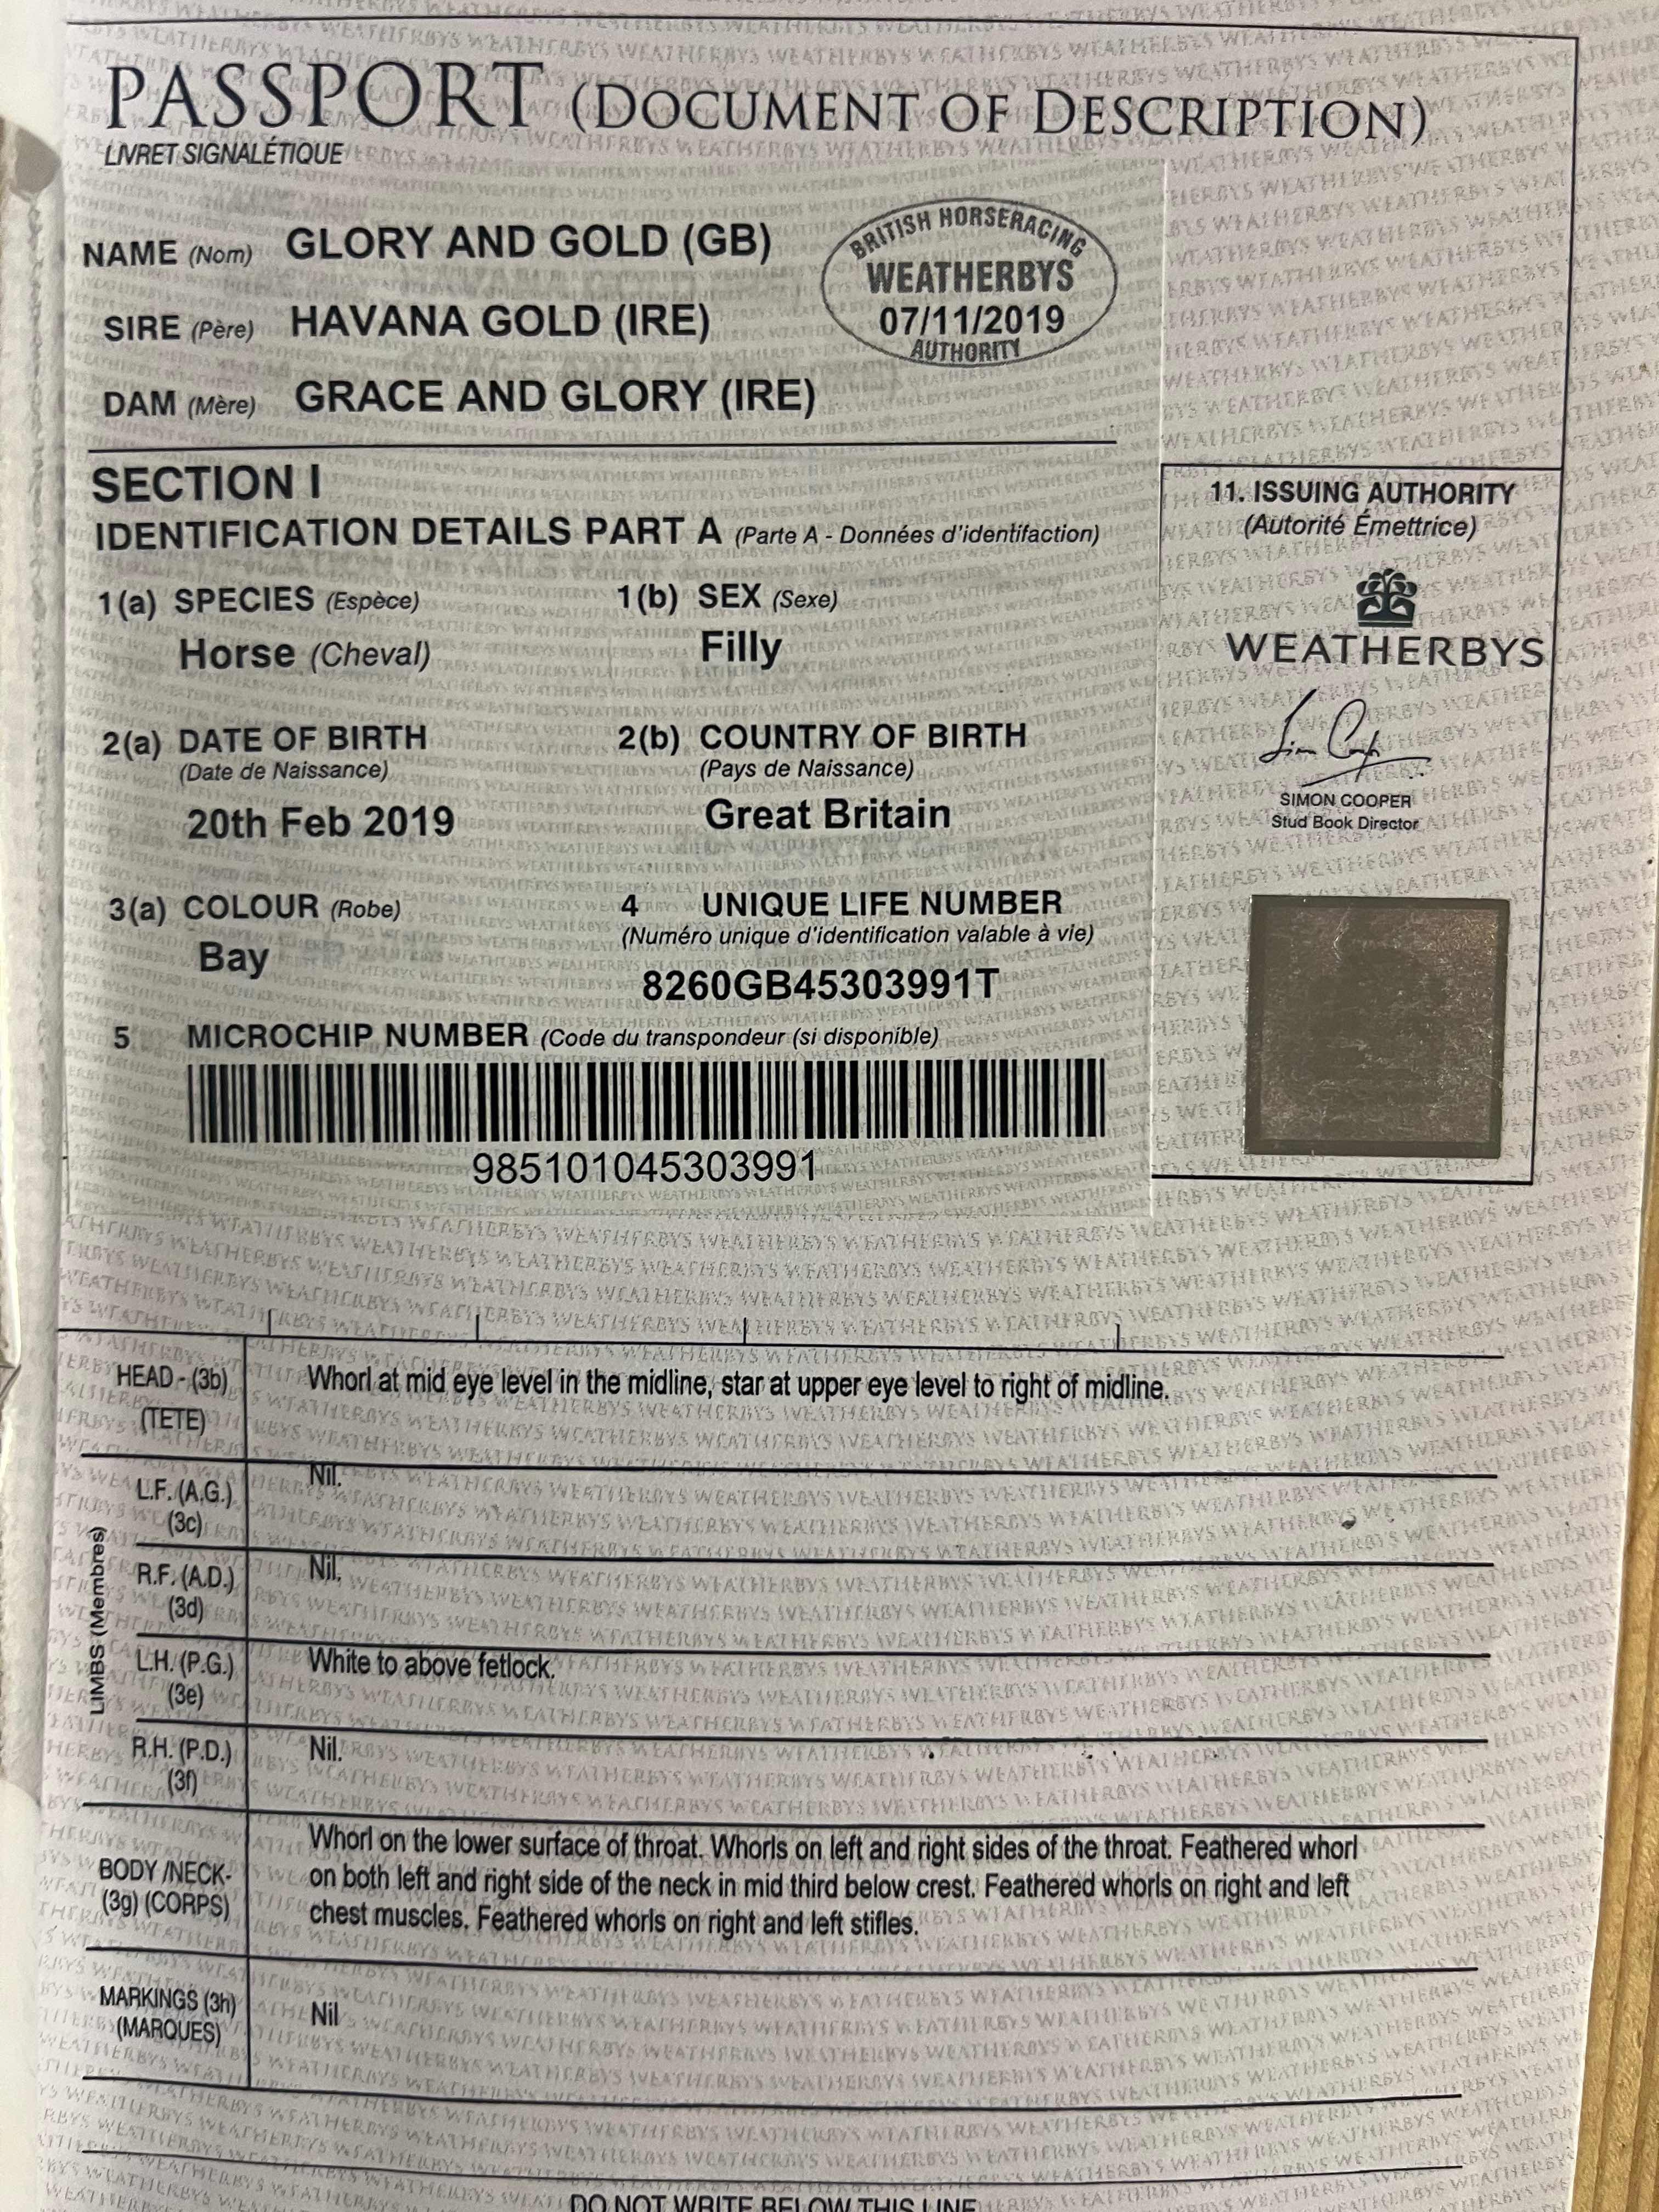 PASSPORT (DOCUMENT OF DESCRIPTION)
LIVRET SIGNALÉTIQUE
NAME (Nom) GLORY AND GOLD (GB)
SIRE (Père) HAVANA GOLD (IRE)
DAM (Mère) GRACE AND GLORY (IRE)
BRITISH HORSERACING
WEATHERBYS
07/11/2019
AUTHORITY
SECTION I
IDENTIFICATION DETAILS PART A (Parte A - Données d'identifaction)
1(a) SPECIES (Espèce) 1(b) SEX (Sexe)
Horse (Cheval) Filly
2(a) DATE OF BIRTH 2(b) COUNTRY OF BIRTH
(Date de Naissance) (Pays de Naissance)
20th Feb 2019 Great Britain
3(a) COLOUR (Robe) 4 UNIQUE LIFE NUMBER
(Numéro unique d'identification valable à vie)
Bay 8260GB45303991T
5 MICROCHIP NUMBER (Code du transpondeur (si disponible)
985101045303991
11. ISSUING AUTHORITY
(Autorité Émettrice)
WEATHERBYS
SIMON COOPER
Stud Book Director
HEAD - (3b) Whorl at mid eye level in the midline, star at upper eye level to right of midline.
(TETE)
LIMBS (Membres)
L.F. (A.G.) Nil.
(3c)
R.F. (A.D.) Nil.
(3d)
L.H. (P.G.) White to above fetlock.
(3e)
R.H. (P.D.) Nil.
(3f)
BODY /NECK- (3g) (CORPS)
Whorl on the lower surface of throat. Whorls on left and right sides of the throat. Feathered whorl
on both left and right side of the neck in mid third below crest. Feathered whorls on right and left
chest muscles. Feathered whorls on right and left stifles.
MARKINGS (3h) Nil
(MARQUES)
DO NOT WRITE BELOW THIS LINE